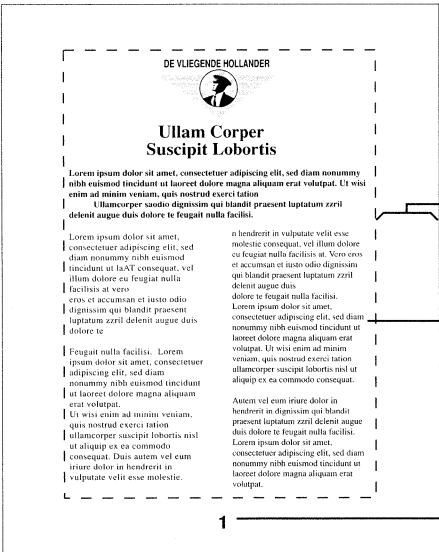 DE VLIEGENDE HOLLANDER
Ullam Corper
Suscipit Lobortis
Lorem ipsum dolor sit amet, consectetuer adipiscing elit, sed diam nonummy
nibh euismod tincidunt ut laoreet dolore magna aliquam erat volutpat. Ut wisi
enim ad minim veniam, quis nostrud exerci tation
Ullamcorper saodio dignissim qui blandit praesent luptatum zzril
delenit augue duis dolore te feugait nulla facilisi.
Lorem ipsum dolor sit amet,
consectetuer adipiscing elit, sed
diam nonummy nibh euismod
tincidunt ut laAT consequat, vel
illum dolore eu feugiat nulla
facilisis at vero
eros et accumsan et iusto odio
dignissim qui blandit praesent
luptatum zzril delenit augue duis
dolore te
Feugait nulla facilisi. Lorem
ipsum dolor sit amet, consectetuer
adipiscing elit, sed diam
nonummy nibh euismod tincidunt
ut laoreet dolore magna aliquam
erat volutpat.
Ut wisi enim ad minim veniam,
quis nostrud exerci tation
ullamcorper suscipit lobortis nisl
ut aliquip ex ea commodo
consequat. Duis autem vel eum
iriure dolor in hendrerit in
vulputate velit esse molestie.
n hendrerit in vulputate velit esse
molestie consequat, vel illum dolore
eu feugiat nulla facilisis at. Vero eros
et accumsan et iusto odio dignissim
qui blandit praesent luptatum zzril
delenit augue duis
dolore te feugait nulla facilisi.
Lorem ipsum dolor sit amet,
consectetuer adipiscing elit, sed diam
nonummy nibh euismod tincidunt ut
laoreet dolore magna aliquam erat
volutpat. Ut wisi enim ad minim
veniam, quis nostrud exerci tation
ullamcorper suscipit lobortis nisl ut
aliquip ex ea commodo consequat.
Autem vel eum iriure dolor in
hendrerit in dignissim qui blandit
praesent luptatum zzril delenit augue
duis dolore te feugait nulla facilisi.
Lorem ipsum dolor sit amet,
consectetuer adipiscing elit, sed diam
nonummy nibh euismod tincidunt ut
laoreet dolore magna aliquam erat
volutpat.
1